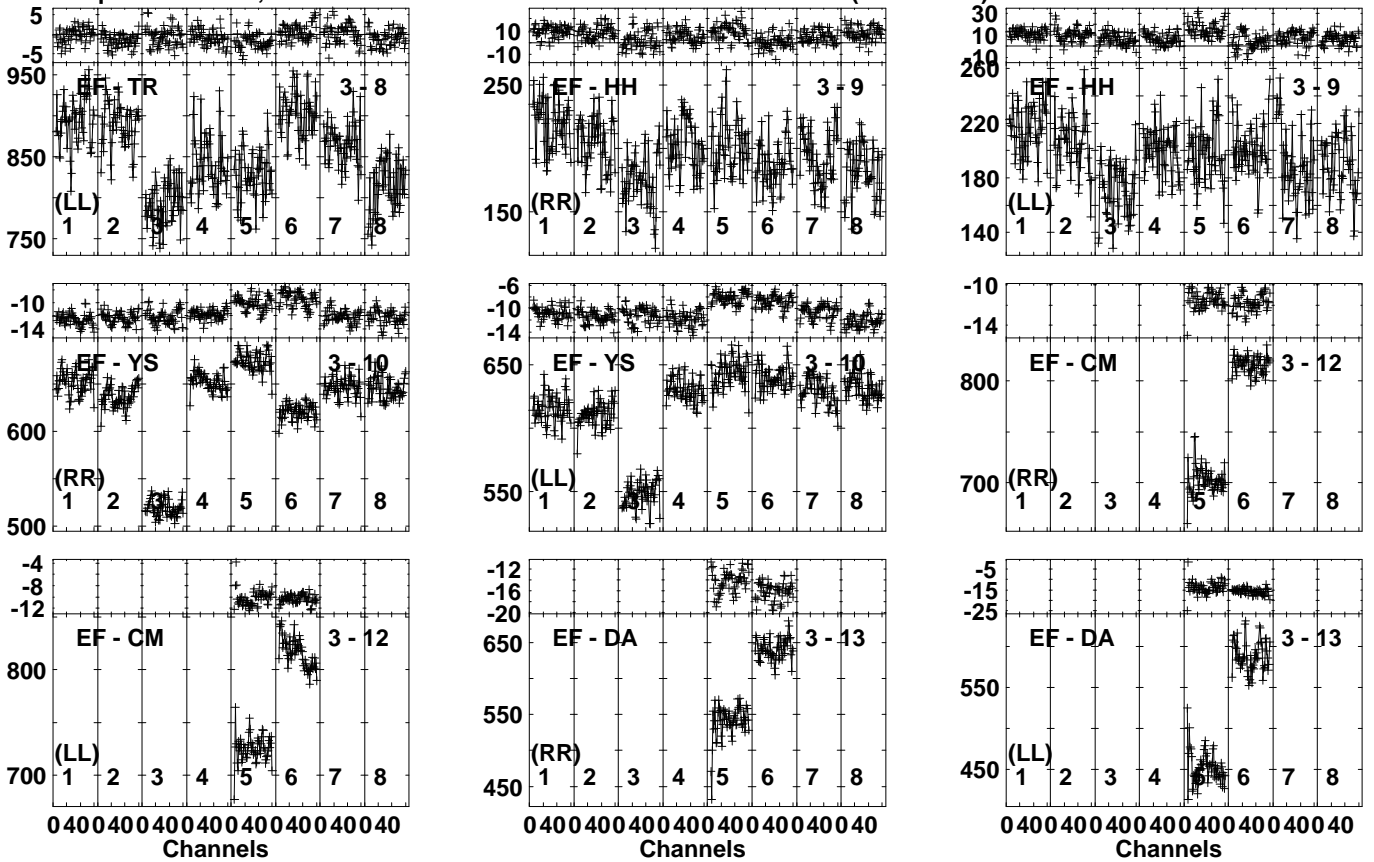 5
-5
950
850
750
EF - TR 3 - 8
(LL)
1 2 3 4 5 6 7 8
10
-10
250
150
EF - HH 3 - 9
(RR)
1 2 3 4 5 6 7 8
30
10
-10
260
220
180
140
EF - HH 3 - 9
(LL)
1 2 3 4 5 6 7 8
-10
-14
600
500
EF - YS 3 - 10
(RR)
1 2 3 4 5 6 7 8
-6
-10
-14
650
550
EF - YS 3 - 10
(LL)
1 2 3 4 5 6 7 8
-10
-14
800
700
EF - CM 3 - 12
(RR)
1 2 3 4 5 6 7 8
-4
-8
-12
800
700
EF - CM 3 - 12
(LL)
1 2 3 4 5 6 7 8
0 40 0 40 0 40 0 40 0 40 0 40 0 40 0 40
Channels
-12
-16
-20
650
550
450
EF - DA 3 - 13
(RR)
1 2 3 4 5 6 7 8
0 40 0 40 0 40 0 40 0 40 0 40 0 40 0 40
Channels
-5
-15
-25
550
450
EF - DA 3 - 13
(LL)
1 2 3 4 5 6 7 8
0 40 0 40 0 40 0 40 0 40 0 40 0 40 0 40
Channels